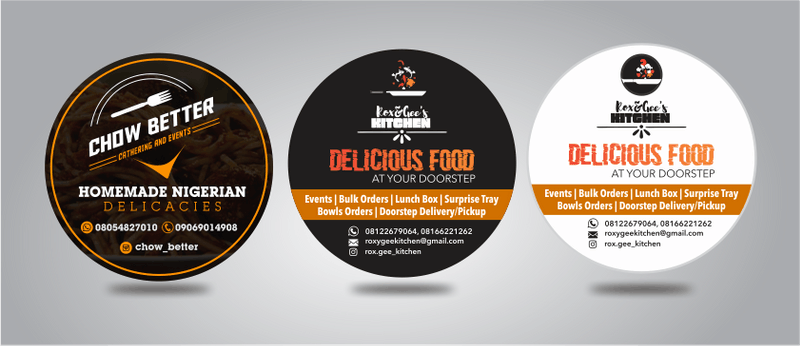 CHOW BETTER
CATHERING AND EVENTS
HOMEMADE NIGERIAN
DELICACIES
08054827010 09069014908
chow_better
Rox&Gee's
KITCHEN
DELICIOUS FOOD
AT YOUR DOORSTEP
Events | Bulk Orders | Lunch Box | Surprise Tray
Bowls Orders | Doorstep Delivery/Pickup
08122679064, 08166221262
roxygeekitchen@gmail.com
rox.gee_kitchen
Rox&Gee's
KITCHEN
DELICIOUS FOOD
AT YOUR DOORSTEP
Events | Bulk Orders | Lunch Box | Surprise Tray
Bowls Orders | Doorstep Delivery/Pickup
08122679064, 08166221262
roxygeekitchen@gmail.com
rox.gee_kitchen